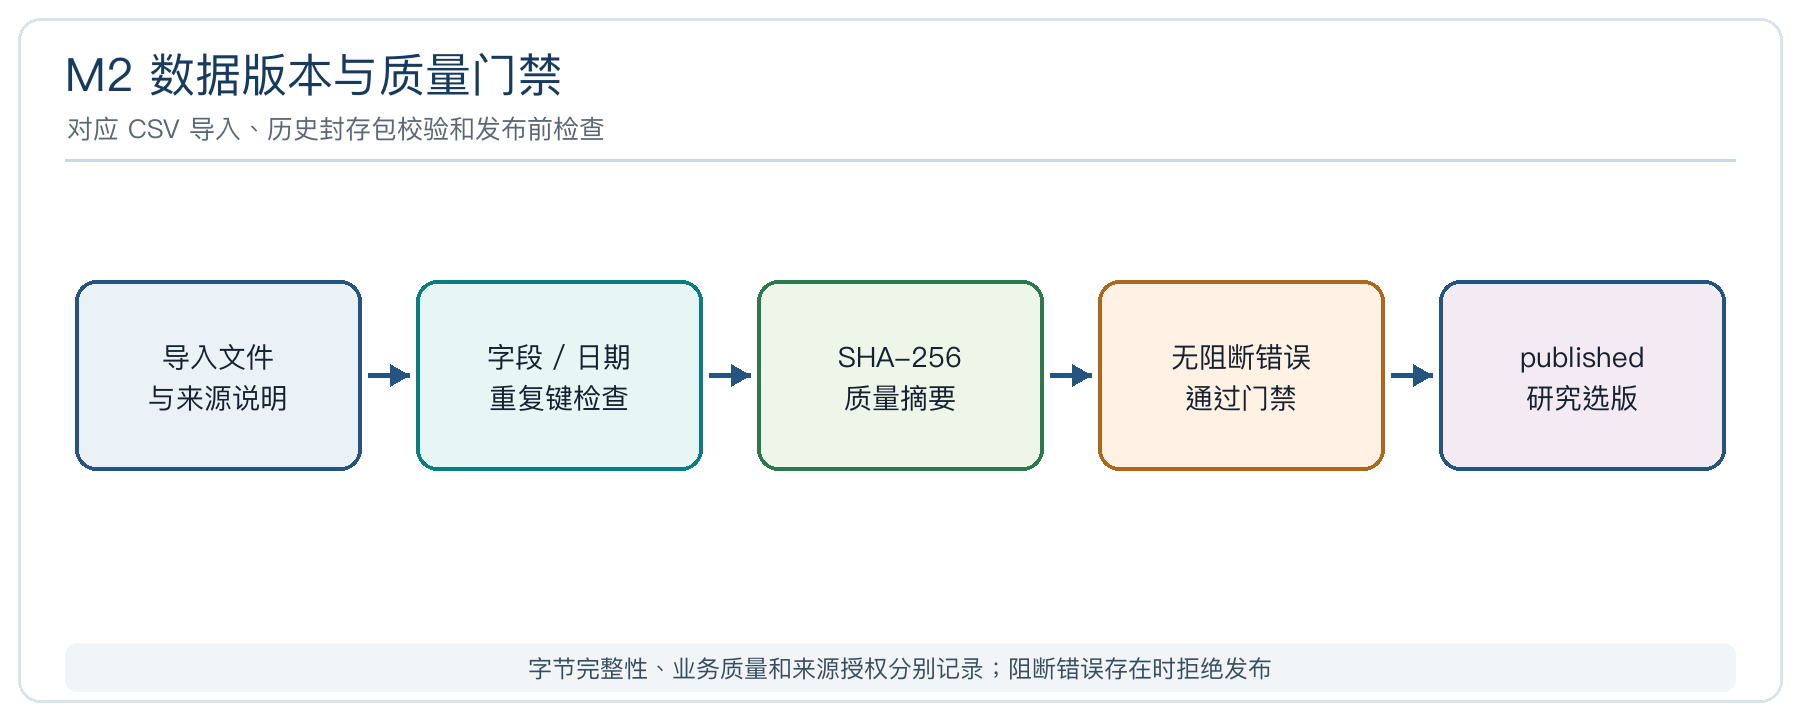 M2 数据版本与质量门禁
对应 CSV 导入、历史封存包校验和发布前检查
导入文件
与来源说明
字段 / 日期
重复键检查
SHA-256
质量摘要
无阻断错误
通过门禁
published
研究选版
字节完整性、业务质量和来源授权分别记录；阻断错误存在时拒绝发布